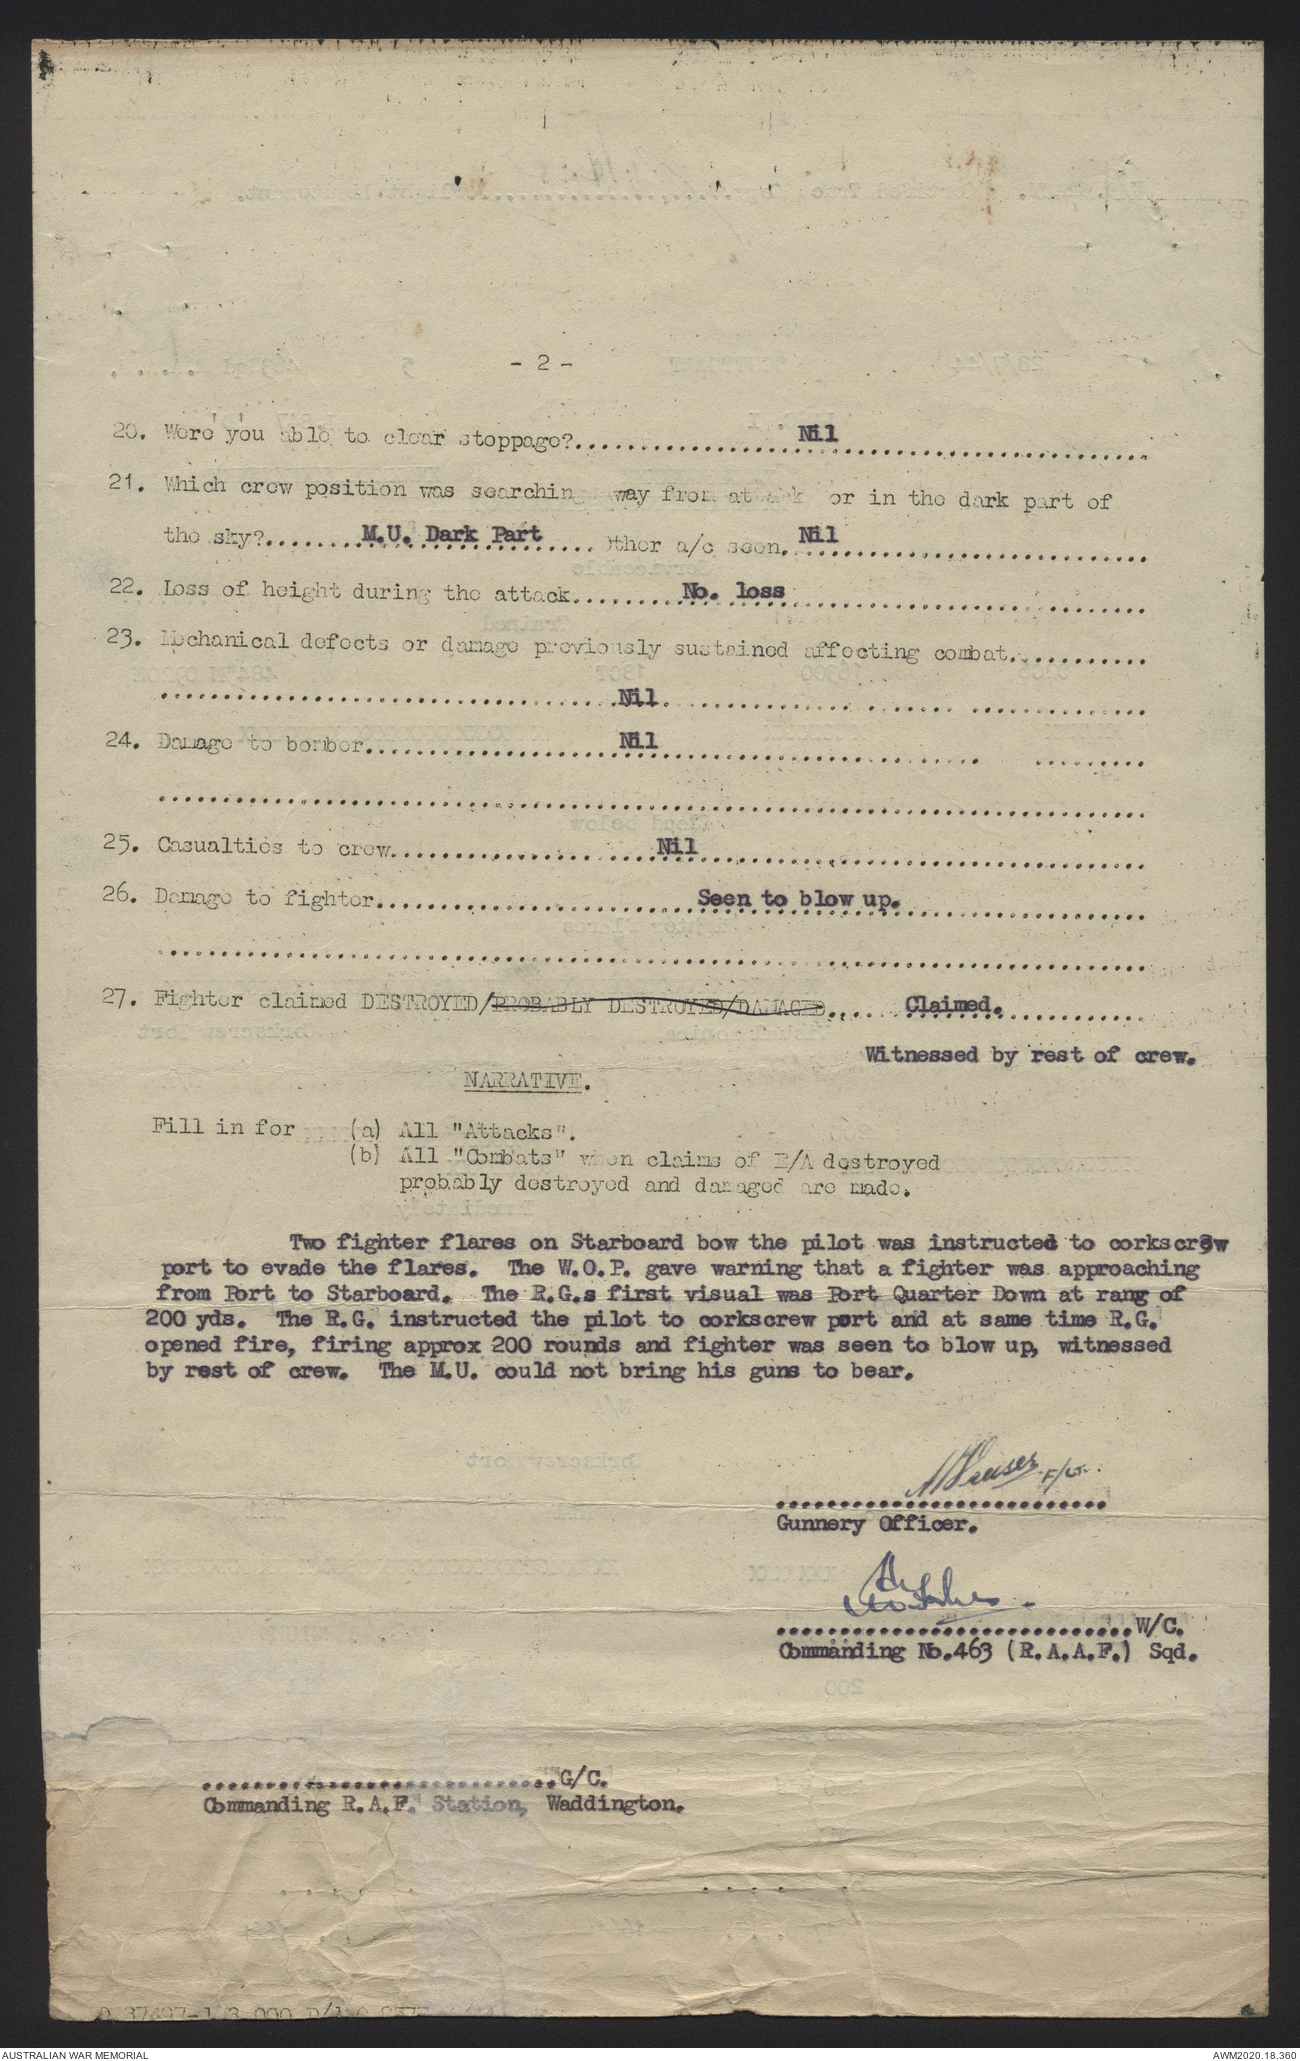 - 2 -
20. Were you able to clear stoppage?.......... Nil
21. Which crew position was searching away from attack or in the dark part of
the sky?.......M.U. Dark Part.......Other a/c seen. Nil
22. Loss of height during the attack.......No. loss
23. Mechanical defects or damage previously sustained affecting combat...........
Nil
24. Damage to bomber..........Nil
25. Casualties to crew..........Nil
26. Damage to fighter..........Seen to blow up.
27. Fighter claimed DESTROYED/PROBABLY DESTROYED/DAMAGED......Claimed.
Witnessed by rest of crew.
NARRATIVE.
Fill in for (a) All "Attacks".
(b) All "Combats" when claims of E/A destroyed
probably destroyed and damaged are made.
Two fighter flares on Starboard bow the pilot was instructed to corkscrew
port to evade the flares. The W.O.P. gave warning that a fighter was approaching
from Port to Starboard. The R.G.s first visual was Port Quarter Down at rang of
200 yds. The R.G. instructed the pilot to corkscrew port and at same time R.G.
opened fire, firing approx 200 rounds and fighter was seen to blow up, witnessed
by rest of crew. The M.U. could not bring his guns to bear.
F/Lt.
Gunnery Officer.
..........................W/C.
Commanding No.463 (R.A.A.F.) Sqd.
..........................G/C.
Commanding R.A.F. Station, Waddington.
AUSTRALIAN WAR MEMORIAL
AWM2020.18.360